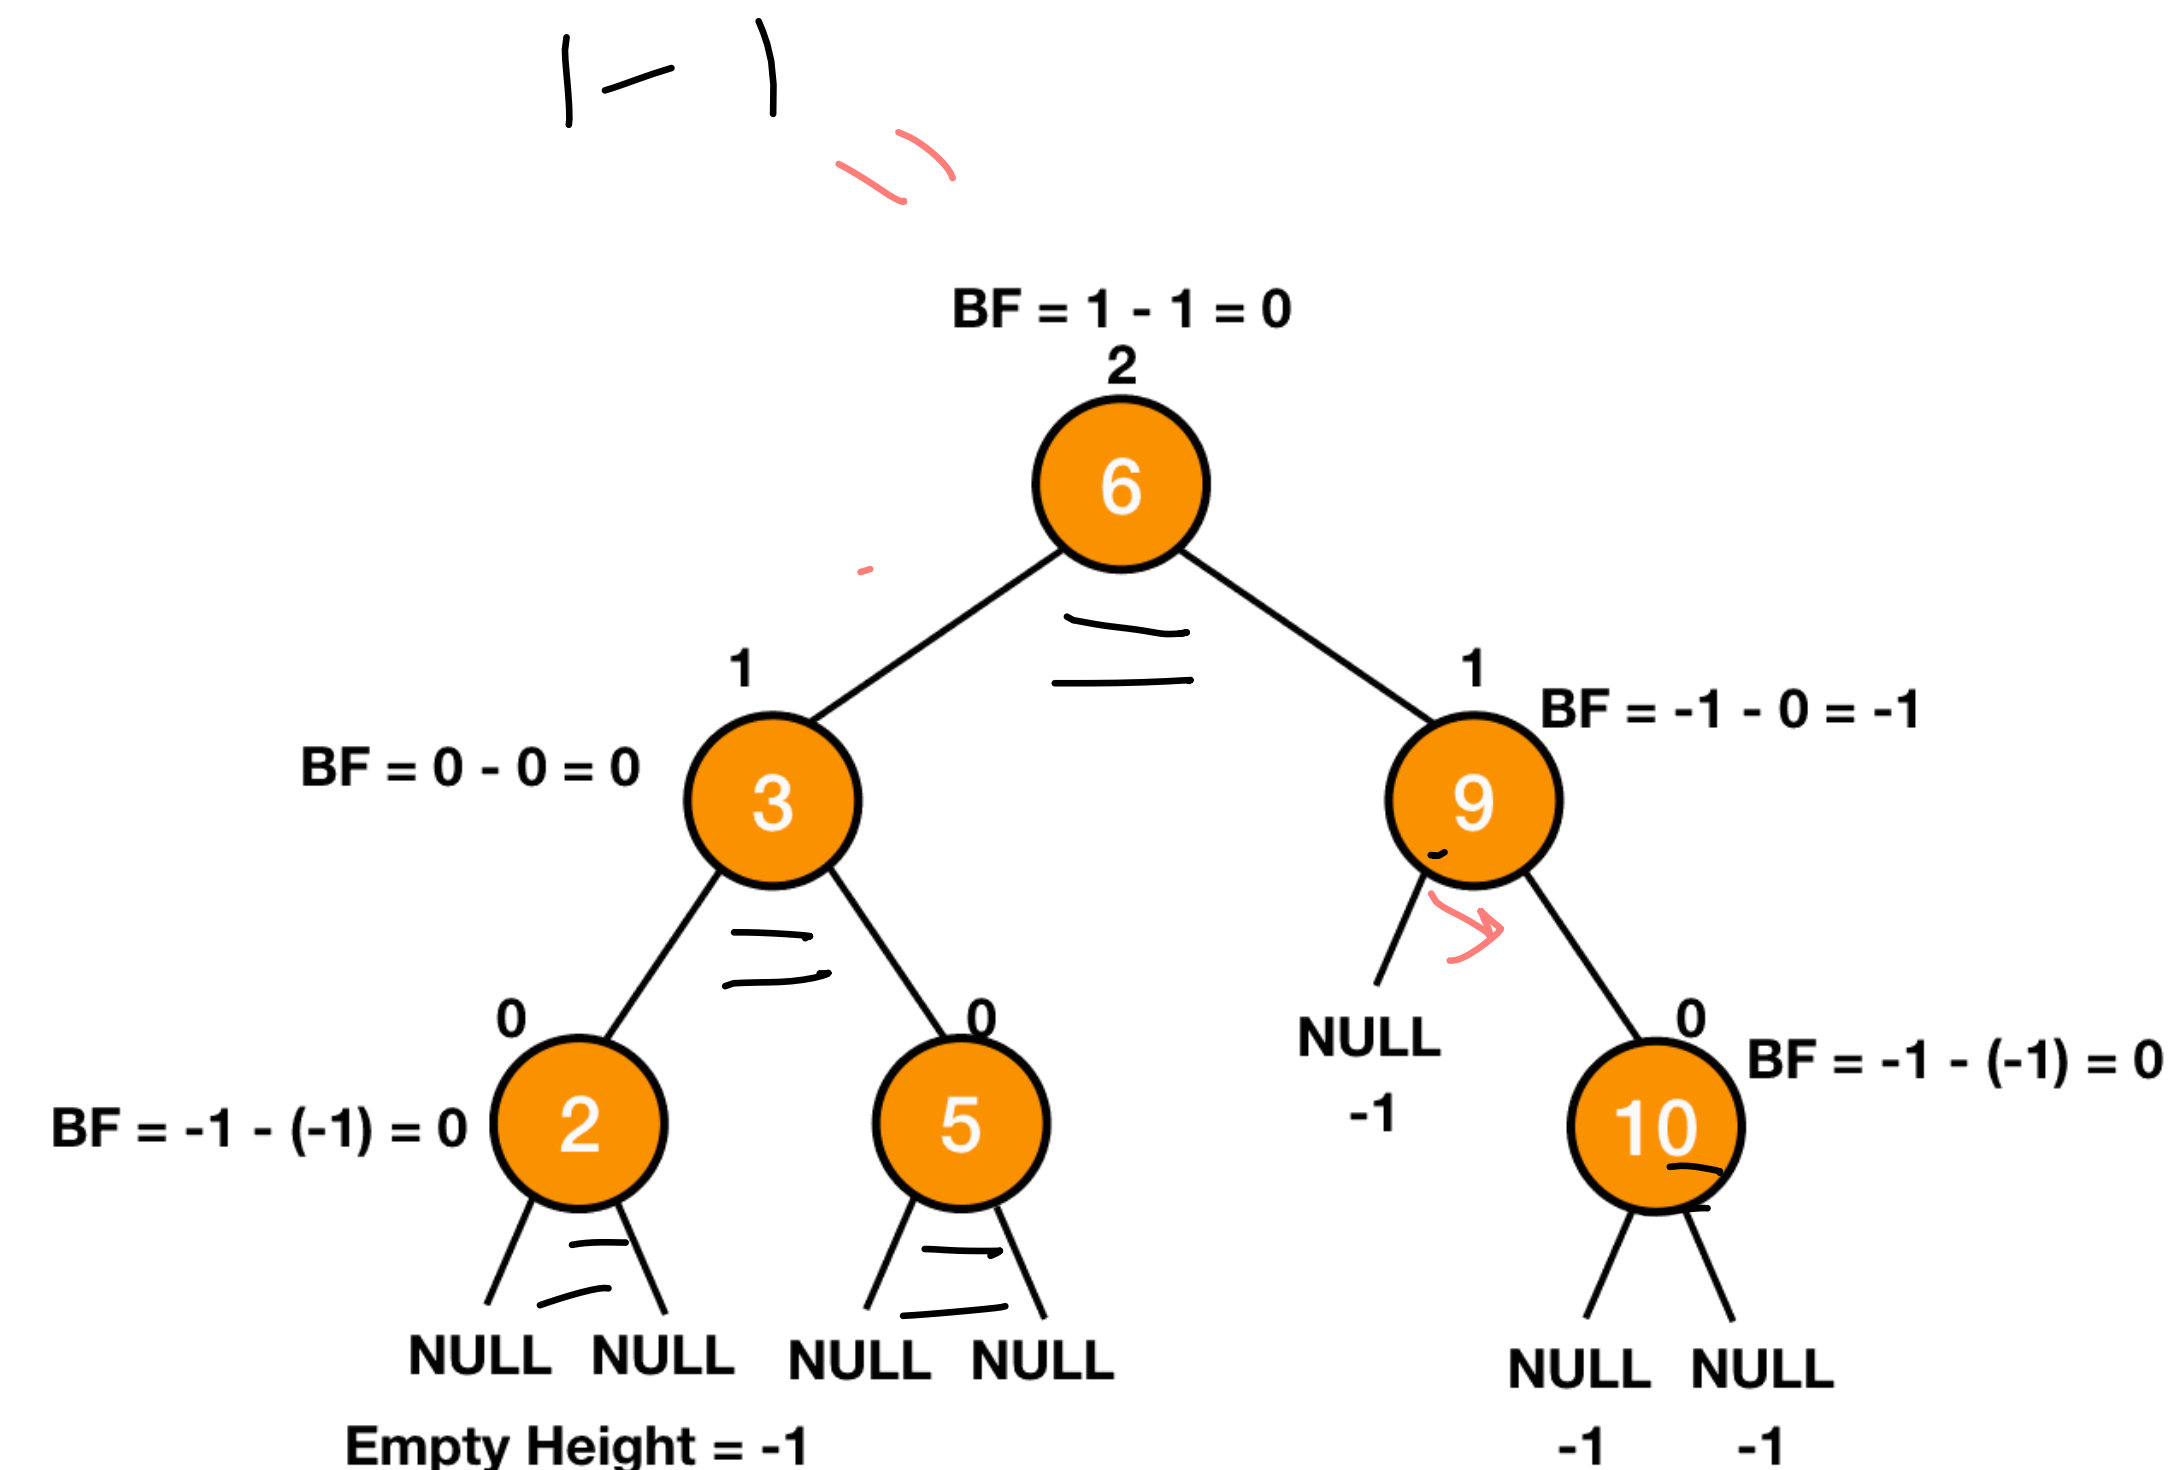 1 - 1
BF = 1 - 1 = 0
2
6
1
1
BF = -1 - 0 = -1
BF = 0 - 0 = 0
3
9
0
0
NULL
-1
0
BF = -1 - (-1) = 0
BF = -1 - (-1) = 0
2
5
10
NULL NULL NULL NULL
NULL NULL
Empty Height = -1
-1 -1